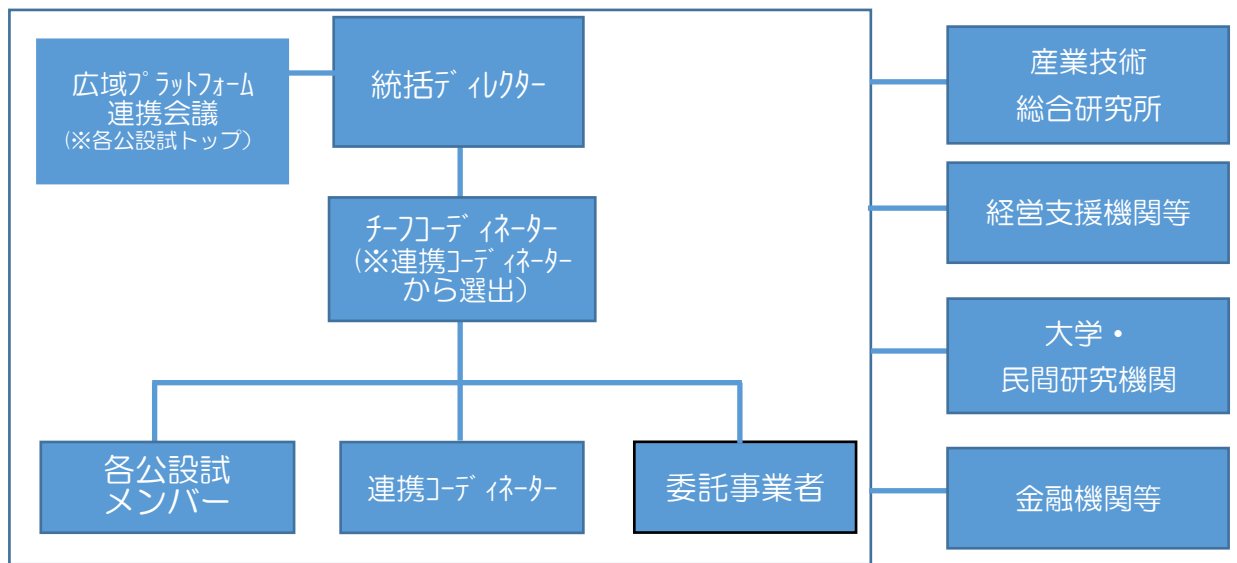 広域ﾌﾟﾗｯﾄﾌｫｰﾑ
連携会議
(※各公設試トップ）
統括ﾃﾞｨﾚｸﾀｰ
ﾁｰﾌｺｰﾃﾞｨﾈｰﾀｰ
(※連携ｺｰﾃﾞｨﾈｰﾀｰ
から選出）
各公設試
メンバー
連携ｺｰﾃﾞｨﾈｰﾀｰ
委託事業者
産業技術
総合研究所
経営支援機関等
大学・
民間研究機関
金融機関等